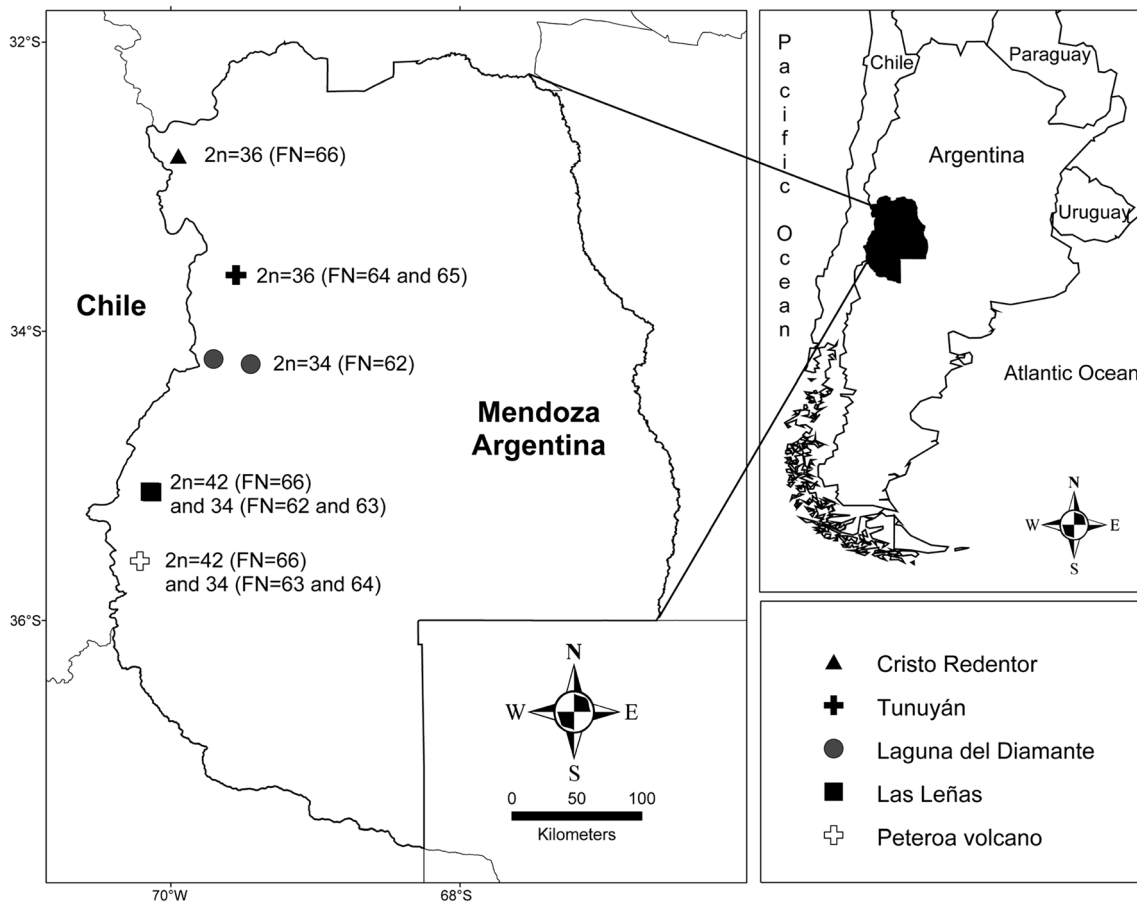 32°S
34°S
36°S
70°W
68°S
2n=36 (FN=66)
2n=36 (FN=64 and 65)
Chile
2n=34 (FN=62)
Mendoza
Argentina
2n=42 (FN=66)
and 34 (FN=62 and 63)
2n=42 (FN=66)
and 34 (FN=63 and 64)
N
W
E
S
0 50 100
Kilometers
Pacific Ocean
Chile
Paraguay
Argentina
Uruguay
Atlantic Ocean
N
W
E
S
Cristo Redentor
Tunuyán
Laguna del Diamante
Las Leñas
Peteroa volcano